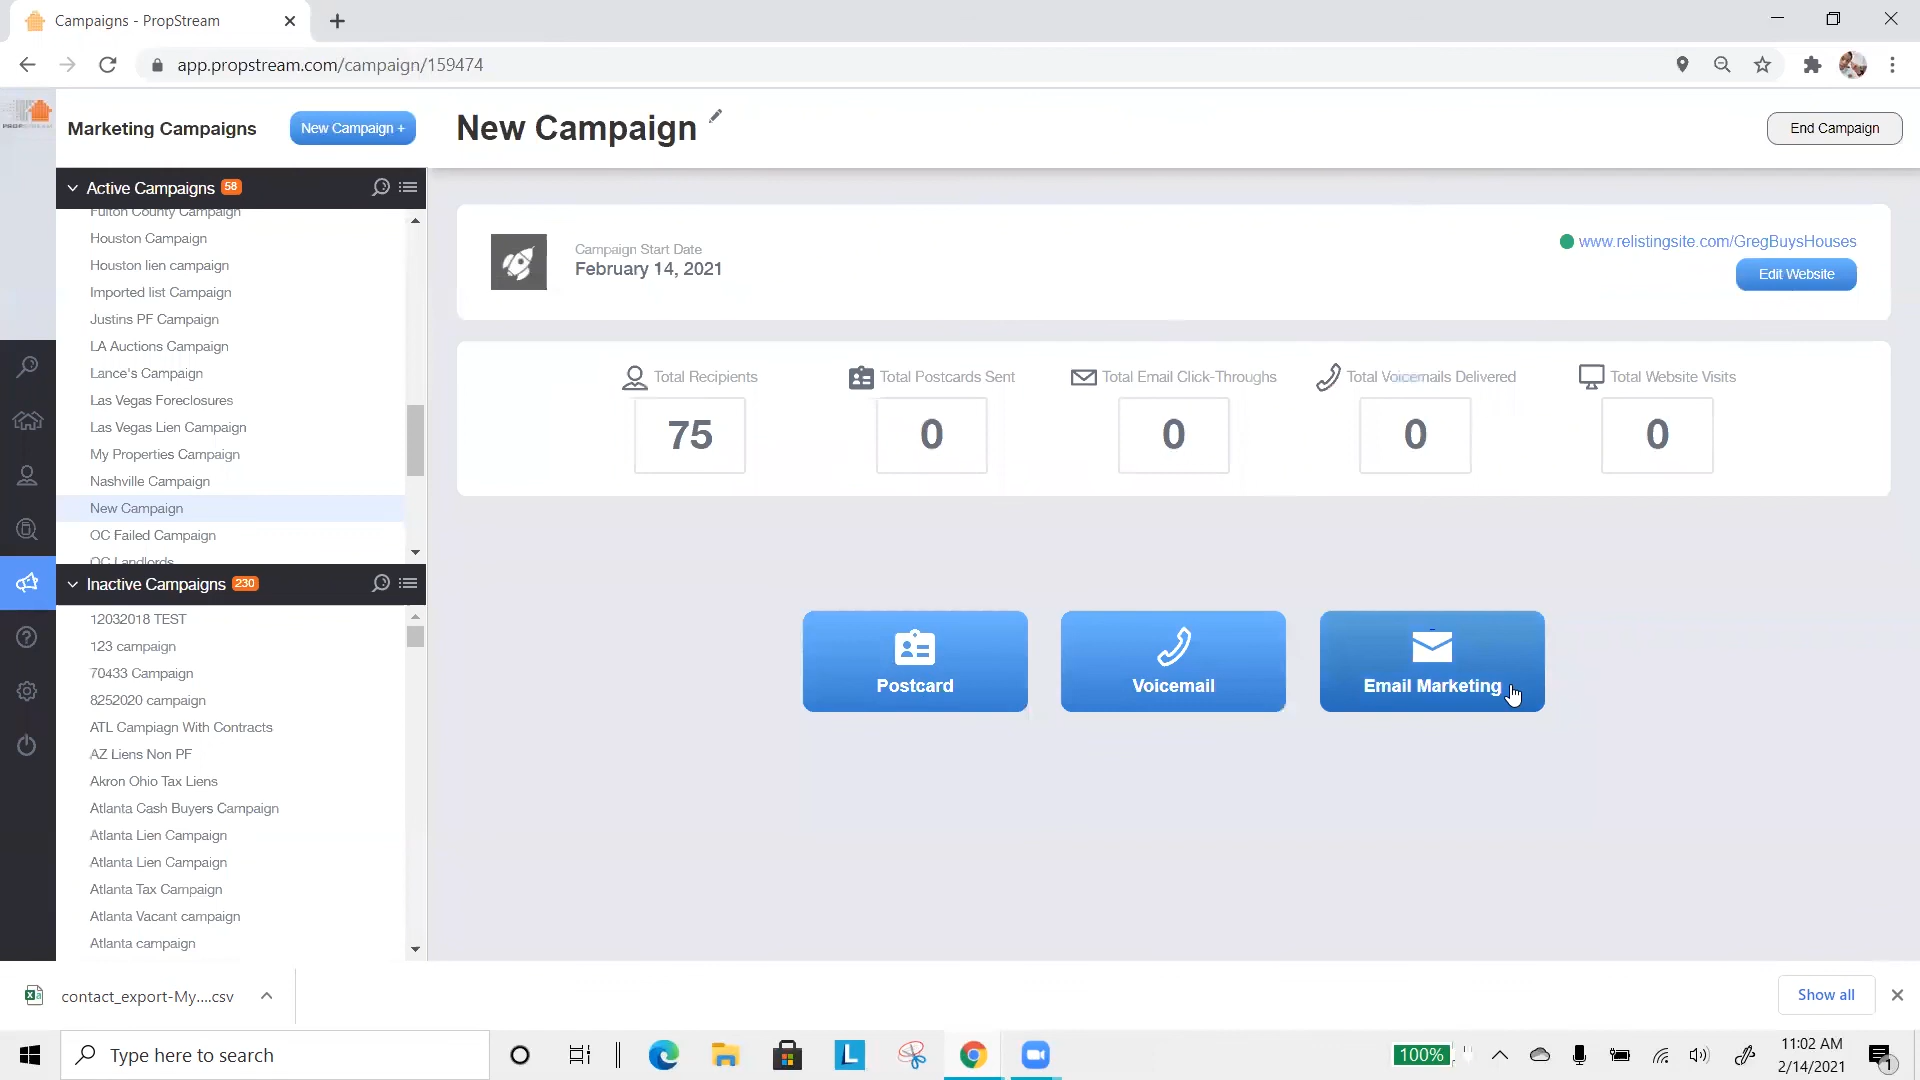 Campaigns - PropStream
app.propstream.com/campaign/159474
Marketing Campaigns
New Campaign +
New Campaign
End Campaign
Active Campaigns 58
Fulton County Campaign
Houston Campaign
Houston lien campaign
Imported list Campaign
Justins PF Campaign
LA Auctions Campaign
Lance's Campaign
Las Vegas Foreclosures
Las Vegas Lien Campaign
My Properties Campaign
Nashville Campaign
New Campaign
OC Failed Campaign
OC Landlords
Inactive Campaigns 230
12032018 TEST
123 campaign
70433 Campaign
8252020 campaign
ATL Campiagn With Contracts
AZ Liens Non PF
Akron Ohio Tax Liens
Atlanta Cash Buyers Campaign
Atlanta Lien Campaign
Atlanta Lien Campaign
Atlanta Tax Campaign
Atlanta Vacant campaign
Atlanta campaign
Campaign Start Date
February 14, 2021
www.relistingsite.com/GregBuysHouses
Edit Website
Total Recipients
75
Total Postcards Sent
0
Total Email Click-Throughs
0
Total Voicemails Delivered
0
Total Website Visits
0
Postcard
Voicemail
Email Marketing
contact_export-My....csv
Show all
Type here to search
L
100%
11:02 AM
2/14/2021
1